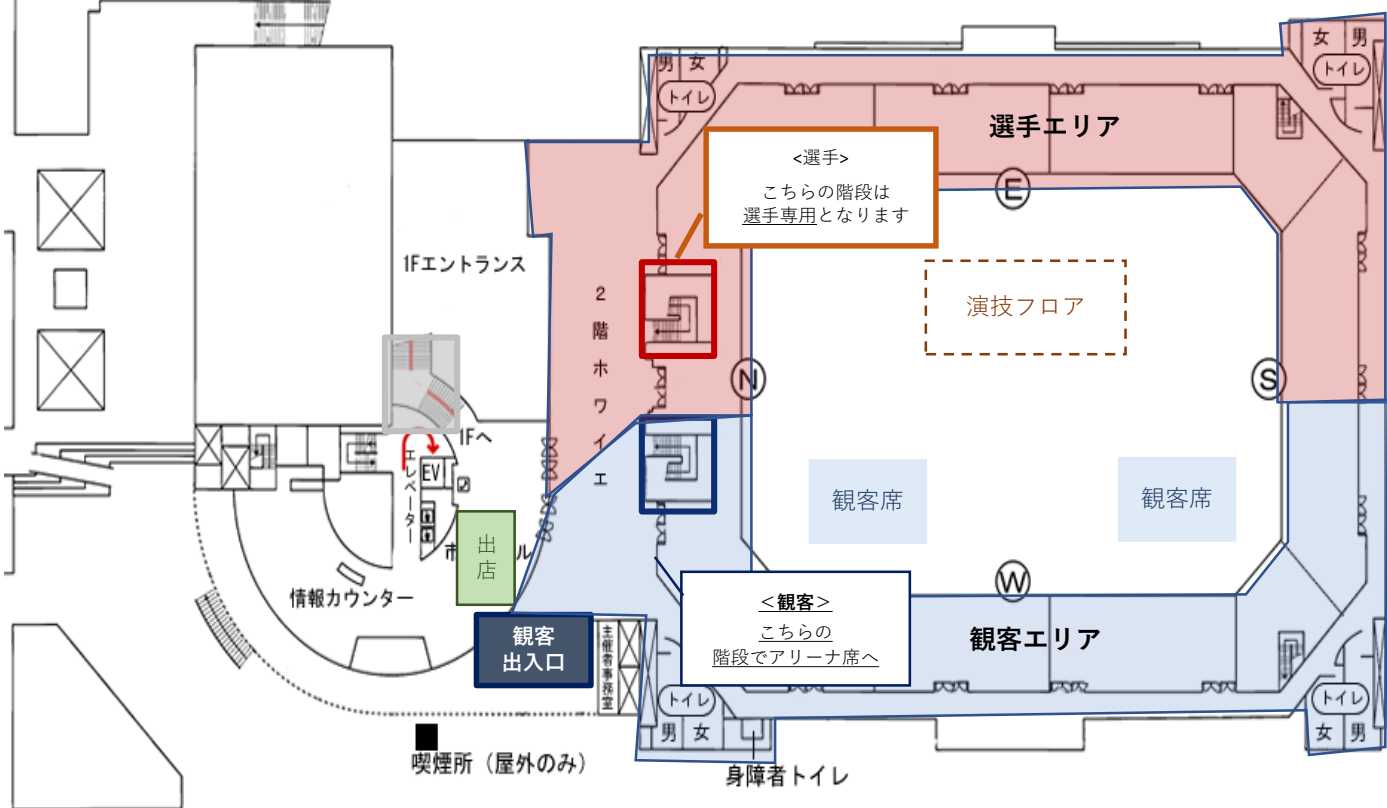 男 女
トイレ
女 男
トイレ
選手エリア
<選手>
こちらの階段は
選手専用となります
E
1Fエントランス
2階ホワイエ
演技フロア
N
S
1Fへ
エレベーター
EV
観客席
観客席
出店
市
ル
情報カウンター
W
<観客>
こちらの
階段でアリーナ席へ
観客エリア
観客
出入口
主催者事務室
トイレ
男 女
トイレ
女 男
喫煙所（屋外のみ）
身障者トイレ